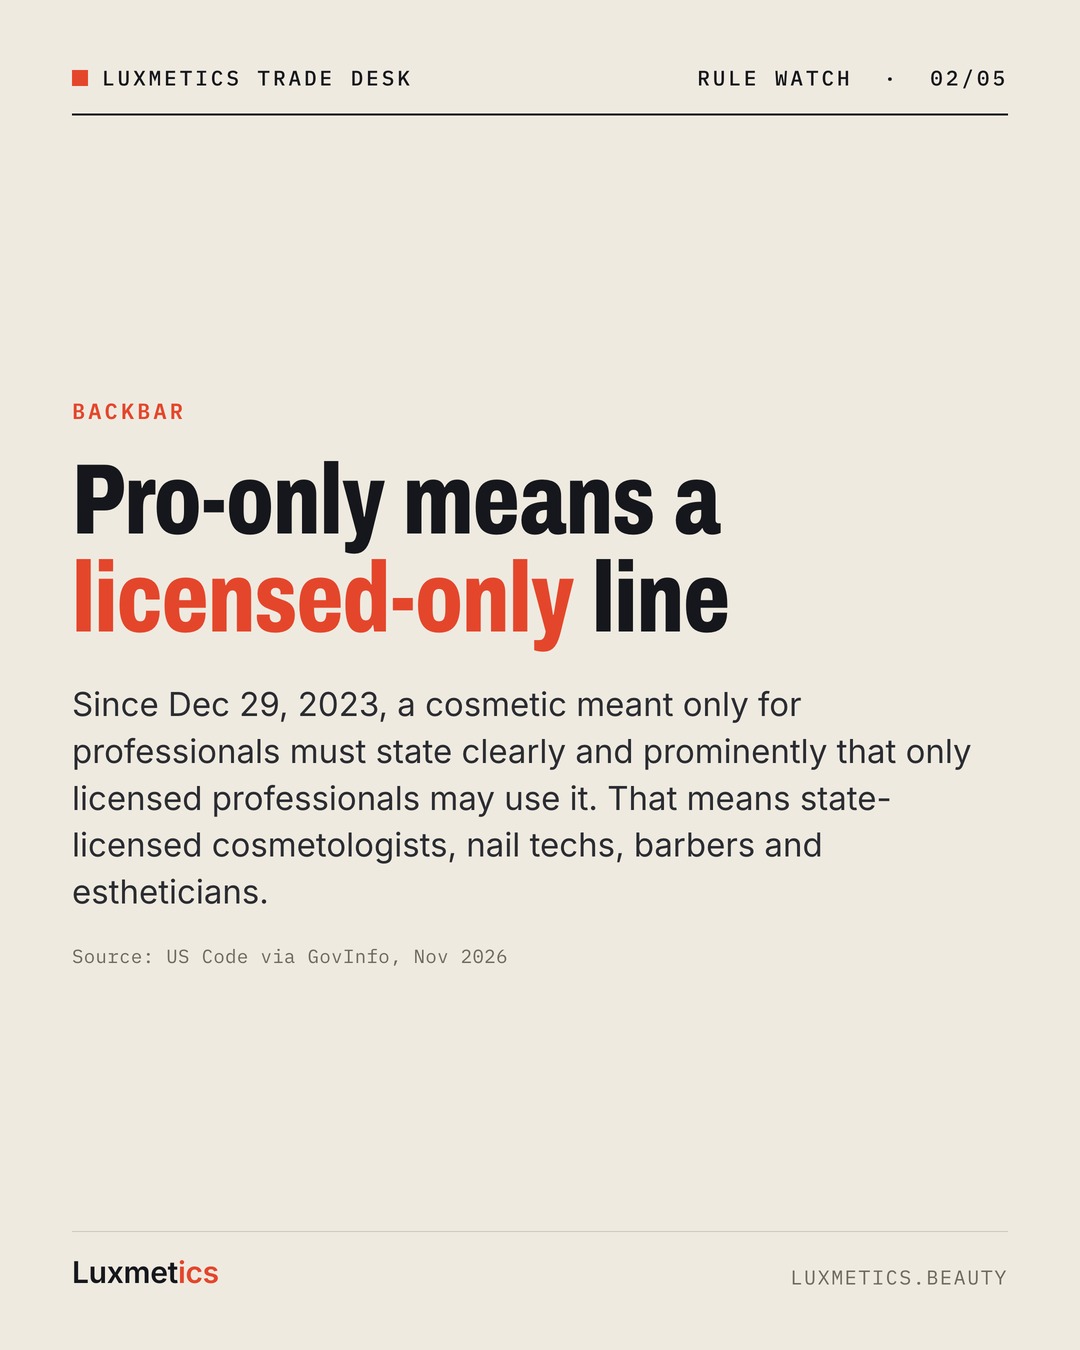 LUXMETICS TRADE DESK
RULE WATCH · 02/05
BACKBAR
Pro-only means a
licensed-only line
Since Dec 29, 2023, a cosmetic meant only for
professionals must state clearly and prominently that only
licensed professionals may use it. That means state-
licensed cosmetologists, nail techs, barbers and
estheticians.
Source: US Code via GovInfo, Nov 2026
Luxmetics
LUXMETICS.BEAUTY